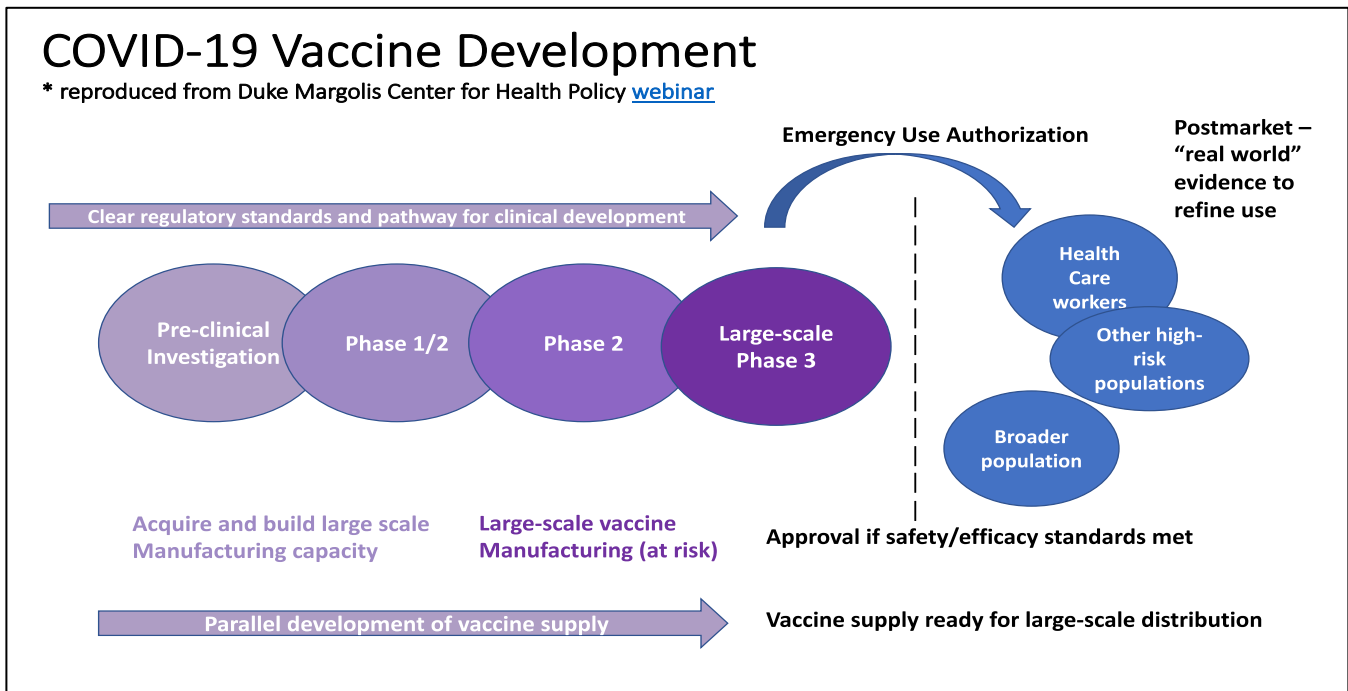 COVID-19 Vaccine Development
* reproduced from Duke Margolis Center for Health Policy webinar
Emergency Use Authorization
Postmarket –
“real world”
evidence to
refine use
Clear regulatory standards and pathway for clinical development
Health
Care
workers
Pre-clinical
Investigation
Phase 1/2
Phase 2
Large-scale
Phase 3
Other high-
risk
populations
Broader
population
Acquire and build large scale
Manufacturing capacity
Large-scale vaccine
Manufacturing (at risk)
Approval if safety/efficacy standards met
Parallel development of vaccine supply
Vaccine supply ready for large-scale distribution